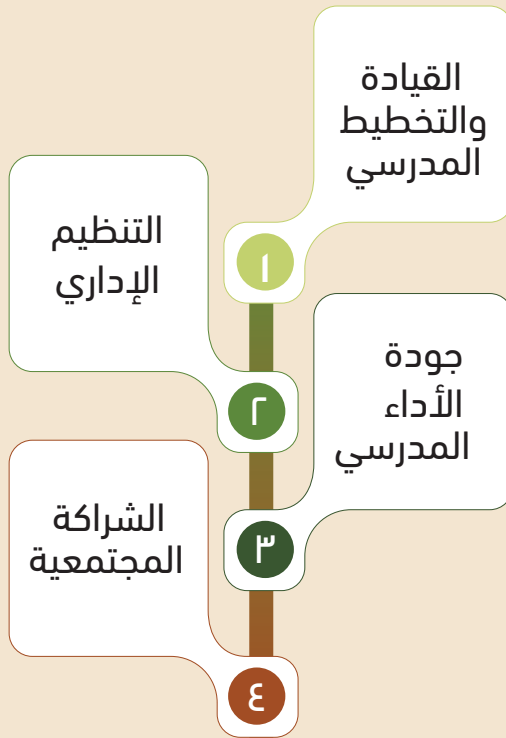 القيادة
والتخطيط
المدرسي
١
التنظيم
الإداري
٢
جودة
الأداء
المدرسي
٣
الشراكة
المجتمعية
٤